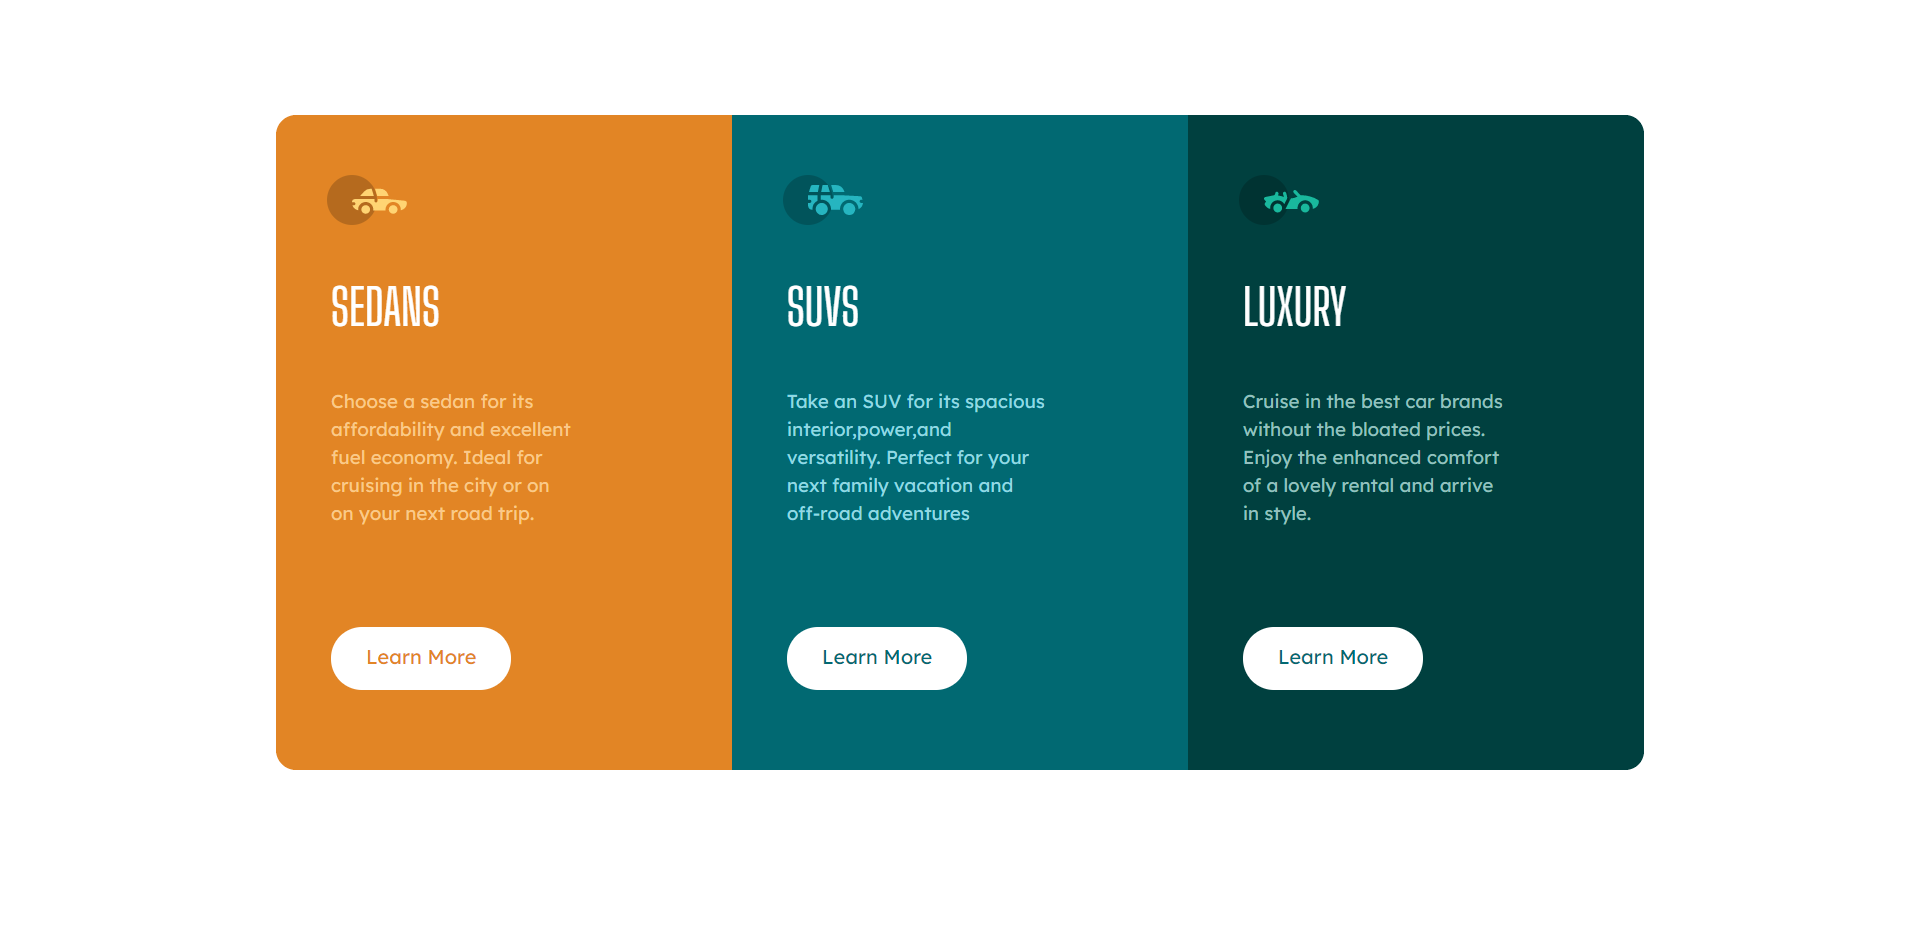 SEDANS
Choose a sedan for its
affordability and excellent
fuel economy. Ideal for
cruising in the city or on
on your next road trip.
Learn More
SUVS
Take an SUV for its spacious
interior,power,and
versatility. Perfect for your
next family vacation and
off-road adventures
Learn More
LUXURY
Cruise in the best car brands
without the bloated prices.
Enjoy the enhanced comfort
of a lovely rental and arrive
in style.
Learn More